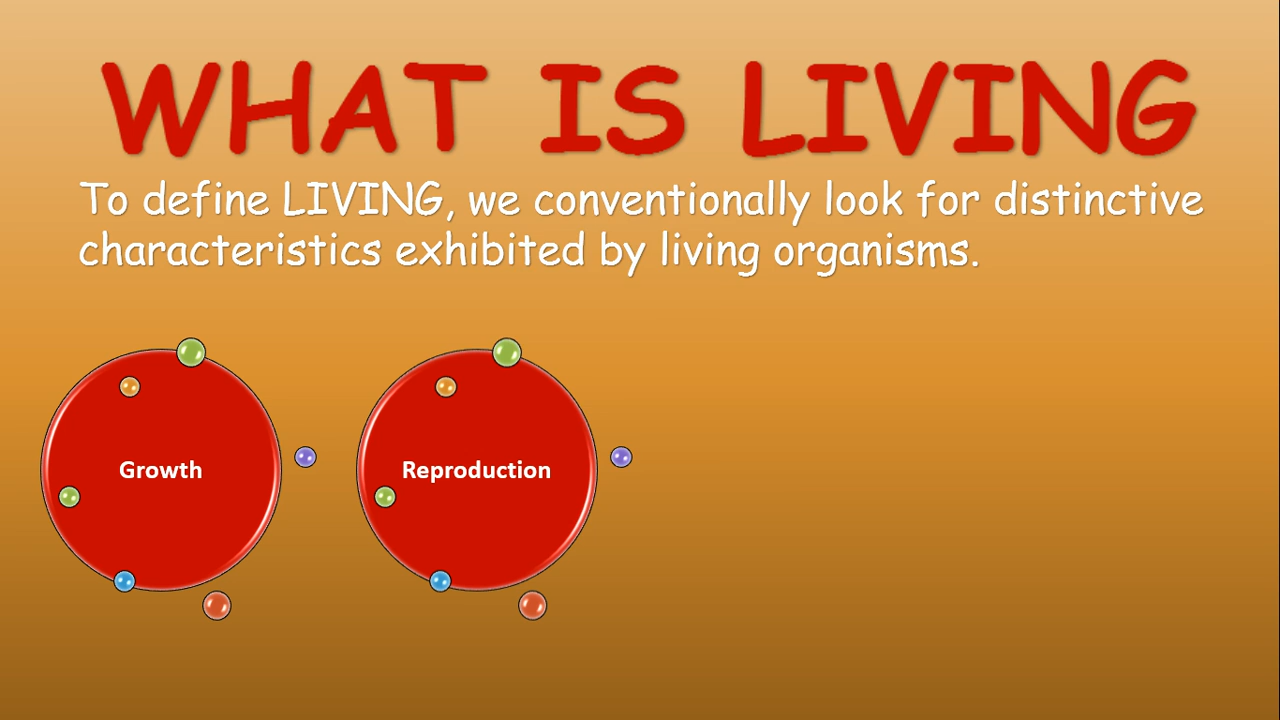 WHAT IS LIVING
To define LIVING, we conventionally look for distinctive
characteristics exhibited by living organisms.
Growth
Reproduction